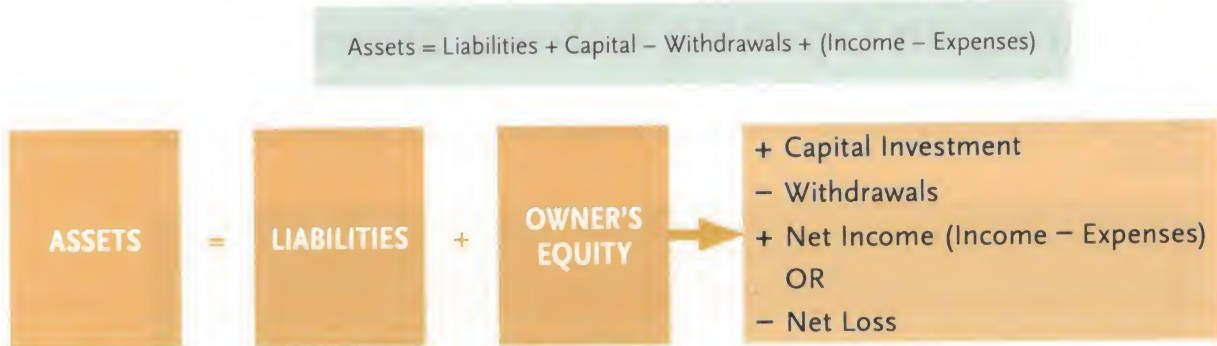 Assets = Liabilities + Capital – Withdrawals + (Income – Expenses)
ASSETS = LIABILITIES + OWNER'S EQUITY
+ Capital Investment
− Withdrawals
+ Net Income (Income − Expenses)
OR
− Net Loss